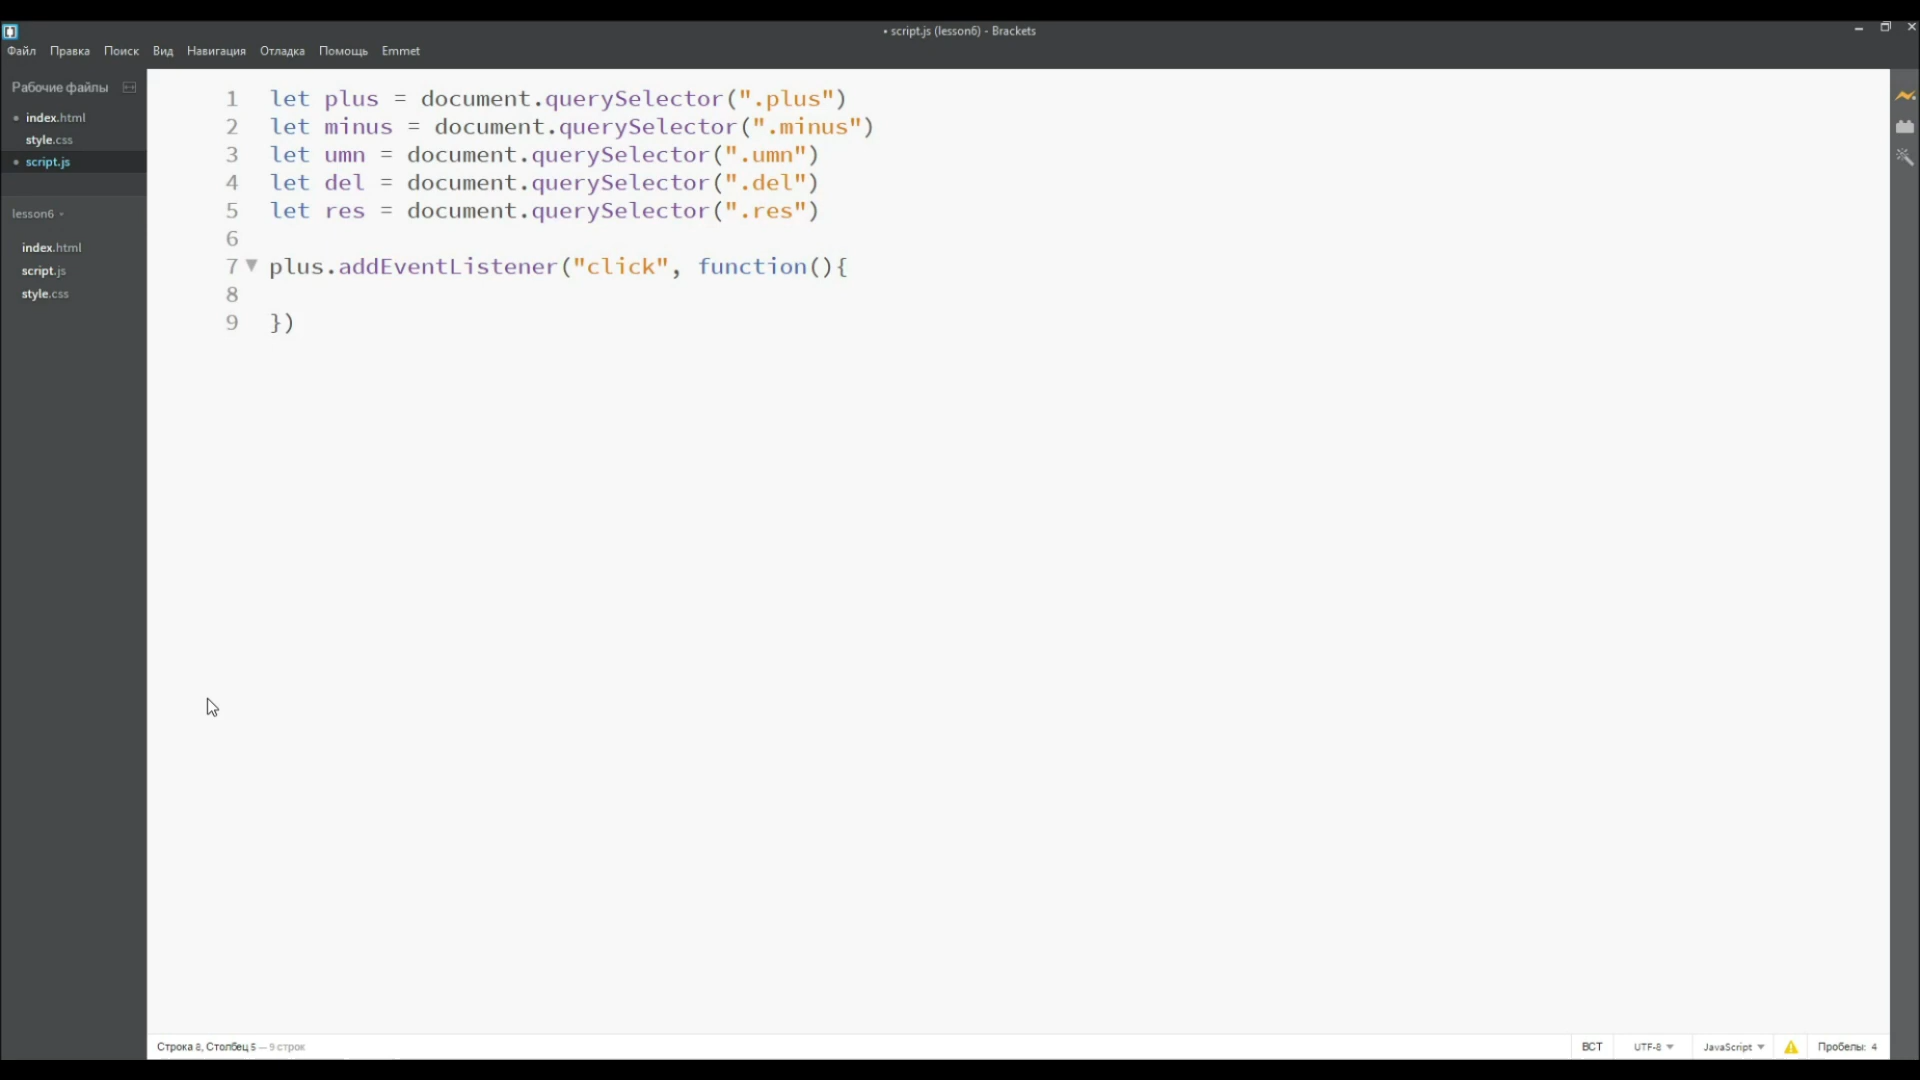 • script.js (lesson6) - Brackets
Файл Правка Поиск Вид Навигация Отладка Помощь Emmet
Рабочие файлы
• index.html
style.css
• script.js
lesson6
index.html
script.js
style.css
1 let plus = document.querySelector(".plus")
2 let minus = document.querySelector(".minus")
3 let umn = document.querySelector(".umn")
4 let del = document.querySelector(".del")
5 let res = document.querySelector(".res")
6
7 plus.addEventListener("click", function(){
8
9 })
Строка 8, Столбец 5 — 9 строк
ВСТ UTF-8 JavaScript Пробелы: 4